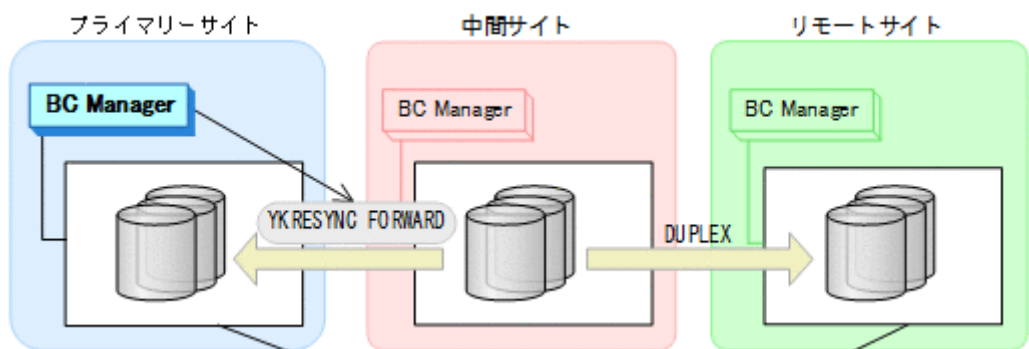 プライマリーサイト
中間サイト
リモートサイト
BC Manager
BC Manager
BC Manager
YKRESYNC FORWARD
DUPLEX